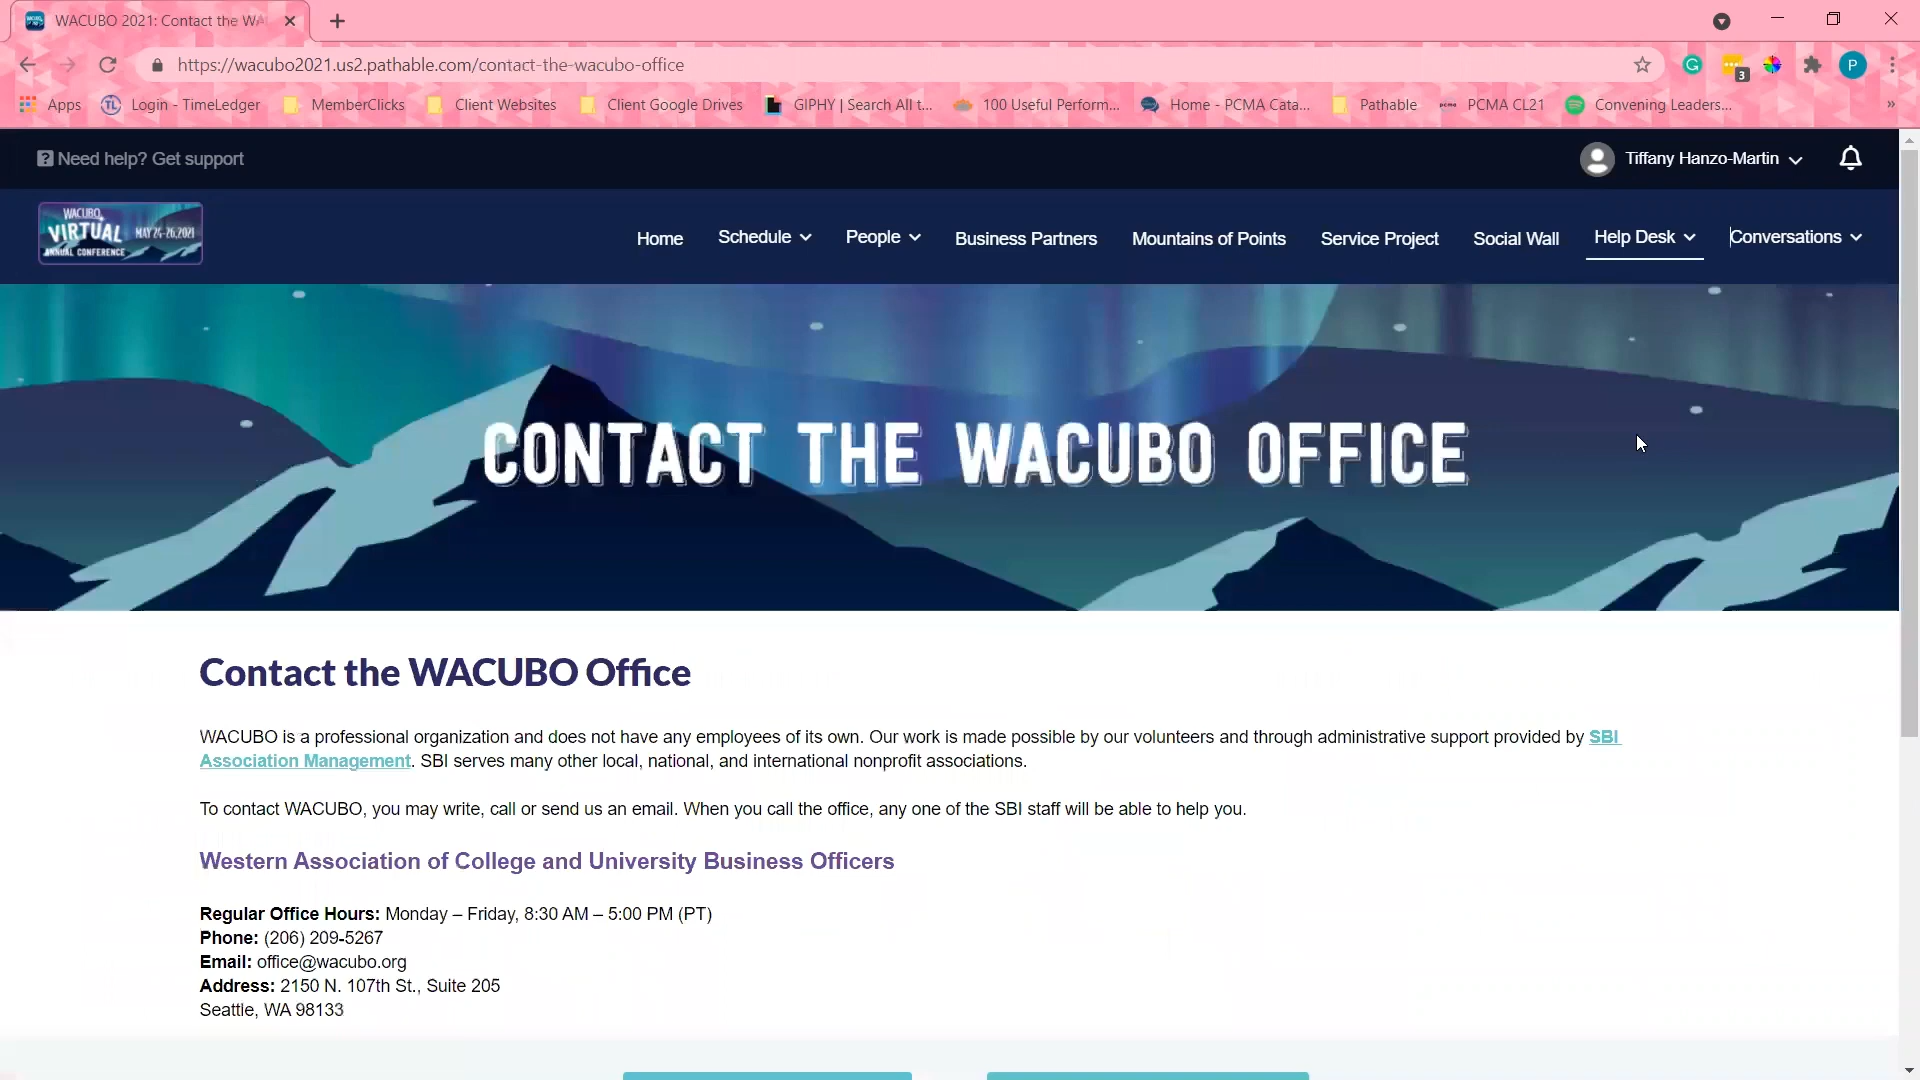 WACUBO 2021: Contact the WA
https://wacubo2021.us2.pathable.com/contact-the-wacubo-office
G
3
P
Apps
TL
Login - TimeLedger
MemberClicks
Client Websites
Client Google Drives
GIPHY | Search All t...
100 Useful Perform...
Home - PCMA Cata...
Pathable
pcma
PCMA CL21
Convening Leaders...
»
? Need help? Get support
Tiffany Hanzo-Martin
WACUBO
VIRTUAL MAY 24-26, 2021
ANNUAL CONFERENCE
Home
Schedule
People
Business Partners
Mountains of Points
Service Project
Social Wall
Help Desk
Conversations
CONTACT THE WACUBO OFFICE
Contact the WACUBO Office
WACUBO is a professional organization and does not have any employees of its own. Our work is made possible by our volunteers and through administrative support provided by SBI
Association Management. SBI serves many other local, national, and international nonprofit associations.
To contact WACUBO, you may write, call or send us an email. When you call the office, any one of the SBI staff will be able to help you.
Western Association of College and University Business Officers
Regular Office Hours: Monday – Friday, 8:30 AM – 5:00 PM (PT)
Phone: (206) 209-5267
Email: office@wacubo.org
Address: 2150 N. 107th St., Suite 205
Seattle, WA 98133